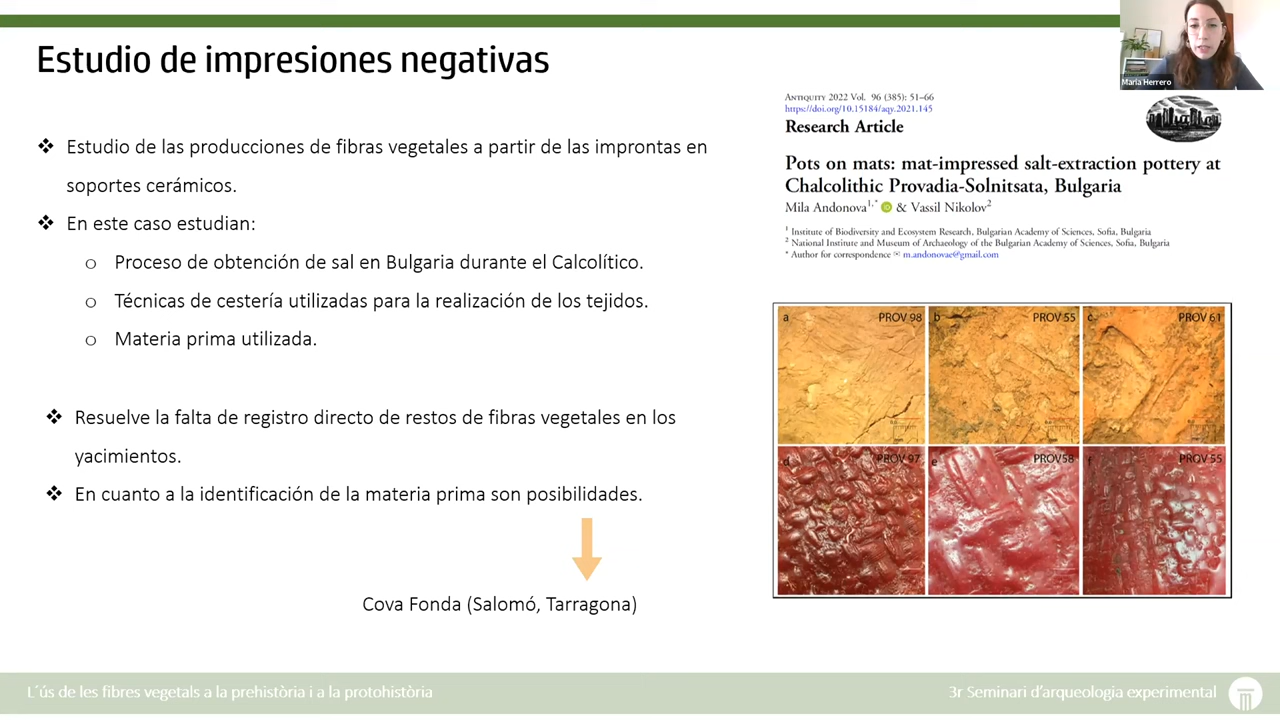 Estudio de impresiones negativas
Estudio de las producciones de fibras vegetales a partir de las improntas en
soportes cerámicos.
En este caso estudian:
Proceso de obtención de sal en Bulgaria durante el Calcolítico.
Técnicas de cestería utilizadas para la realización de los tejidos.
Materia prima utilizada.
Resuelve la falta de registro directo de restos de fibras vegetales en los
yacimientos.
En cuanto a la identificación de la materia prima son posibilidades.
Cova Fonda (Salomó, Tarragona)
María Herrero
Antiquity 2022 Vol. 96 (385): 51–66
https://doi.org/10.15184/aqy.2021.145
Research Article
Pots on mats: mat-impressed salt-extraction pottery at
Chalcolithic Provadia-Solnitsata, Bulgaria
Mila Andonova1,* & Vassil Nikolov2
1 Institute of Biodiversity and Ecosystem Research, Bulgarian Academy of Sciences, Sofia, Bulgaria
2 National Institute and Museum of Archaeology of the Bulgarian Academy of Sciences, Sofia, Bulgaria
* Author for correspondence ✉ m.andonovae@gmail.com
a PROV 98
b PROV 55
c PROV 61
d PROV 97
e PROV58
f PROV 55
L´ús de les fibres vegetals a la prehistòria i a la protohistòria
3r Seminari d'arqueologia experimental